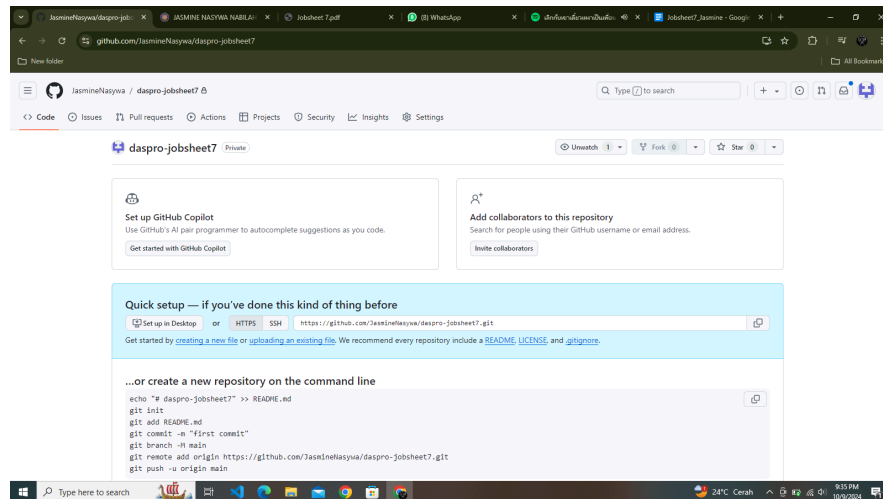 JasmineNasywa/daspro-jobs
JASMINE NASYWA NABILAH
Jobsheet 7.pdf
(8) WhatsApp
Jobsheet7_Jasmine - Google
github.com/JasmineNasywa/daspro-jobsheet7
New folder
All Bookmark
JasmineNasywa / daspro-jobsheet7
Type / to search
<> Code
Issues
Pull requests
Actions
Projects
Security
Insights
Settings
daspro-jobsheet7 Private
Unwatch 1
Fork 0
Star 0
Set up GitHub Copilot
Use GitHub's AI pair programmer to autocomplete suggestions as you code.
Get started with GitHub Copilot
Add collaborators to this repository
Search for people using their GitHub username or email address.
Invite collaborators
Quick setup — if you've done this kind of thing before
Set up in Desktop or HTTPS SSH https://github.com/JasmineNasywa/daspro-jobsheet7.git
Get started by creating a new file or uploading an existing file. We recommend every repository include a README, LICENSE, and .gitignore.
...or create a new repository on the command line
echo "# daspro-jobsheet7" >> README.md
git init
git add README.md
git commit -m "first commit"
git branch -M main
git remote add origin https://github.com/JasmineNasywa/daspro-jobsheet7.git
git push -u origin main
Type here to search
24°C Cerah
9:35 PM
10/9/2024